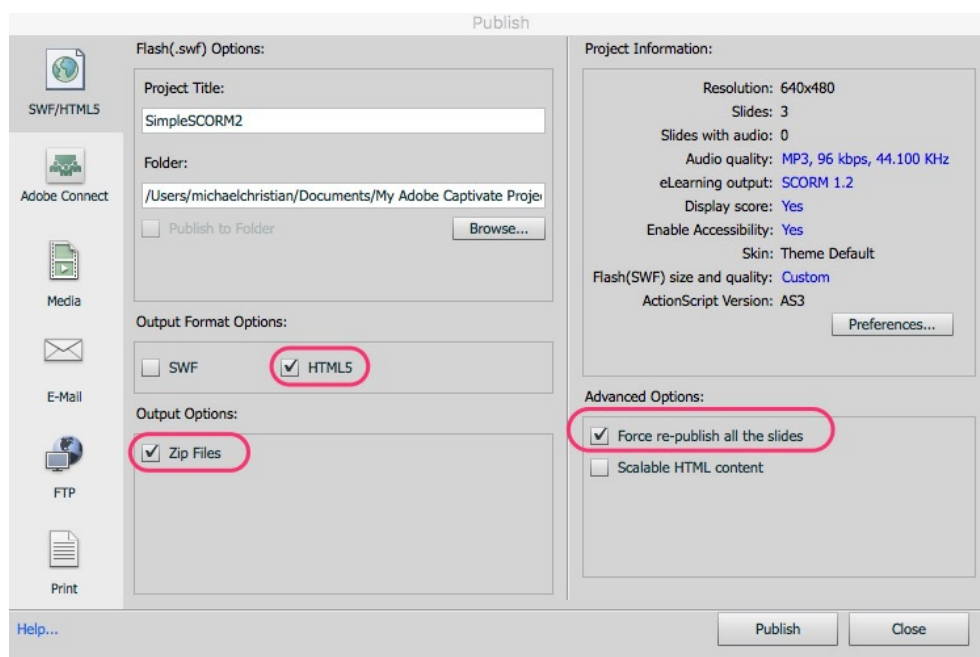 Publish
SWF/HTML5
Adobe Connect
Media
E-Mail
FTP
Print
Flash(.swf) Options:
Project Title:
SimpleSCORM2
Folder:
/Users/michaelchristian/Documents/My Adobe Captivate Proje
Publish to Folder
Browse...
Output Format Options:
SWF
HTML5
Output Options:
Zip Files
Project Information:
Resolution: 640x480
Slides: 3
Slides with audio: 0
Audio quality: MP3, 96 kbps, 44.100 KHz
eLearning output: SCORM 1.2
Display score: Yes
Enable Accessibility: Yes
Skin: Theme Default
Flash(SWF) size and quality: Custom
ActionScript Version: AS3
Preferences...
Advanced Options:
Force re-publish all the slides
Scalable HTML content
Help...
Publish
Close